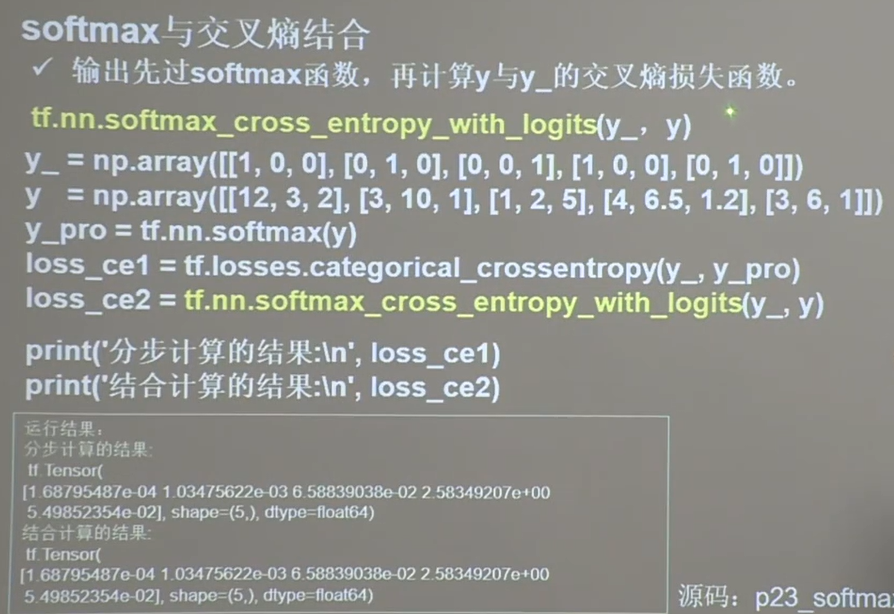 softmax与交叉熵结合
✓ 输出先过softmax函数，再计算y与y_的交叉熵损失函数。
tf.nn.softmax_cross_entropy_with_logits(y_，y)
y_ = np.array([[1, 0, 0], [0, 1, 0], [0, 0, 1], [1, 0, 0], [0, 1, 0]])
y = np.array([[12, 3, 2], [3, 10, 1], [1, 2, 5], [4, 6.5, 1.2], [3, 6, 1]])
y_pro = tf.nn.softmax(y)
loss_ce1 = tf.losses.categorical_crossentropy(y_, y_pro)
loss_ce2 = tf.nn.softmax_cross_entropy_with_logits(y_, y)
print('分步计算的结果:\n', loss_ce1)
print('结合计算的结果:\n', loss_ce2)
运行结果：
分步计算的结果:
tf.Tensor(
[1.68795487e-04 1.03475622e-03 6.58839038e-02 2.58349207e+00
5.49852354e-02], shape=(5,), dtype=float64)
结合计算的结果:
tf.Tensor(
[1.68795487e-04 1.03475622e-03 6.58839038e-02 2.58349207e+00
5.49852354e-02], shape=(5,), dtype=float64)
源码：p23_softma